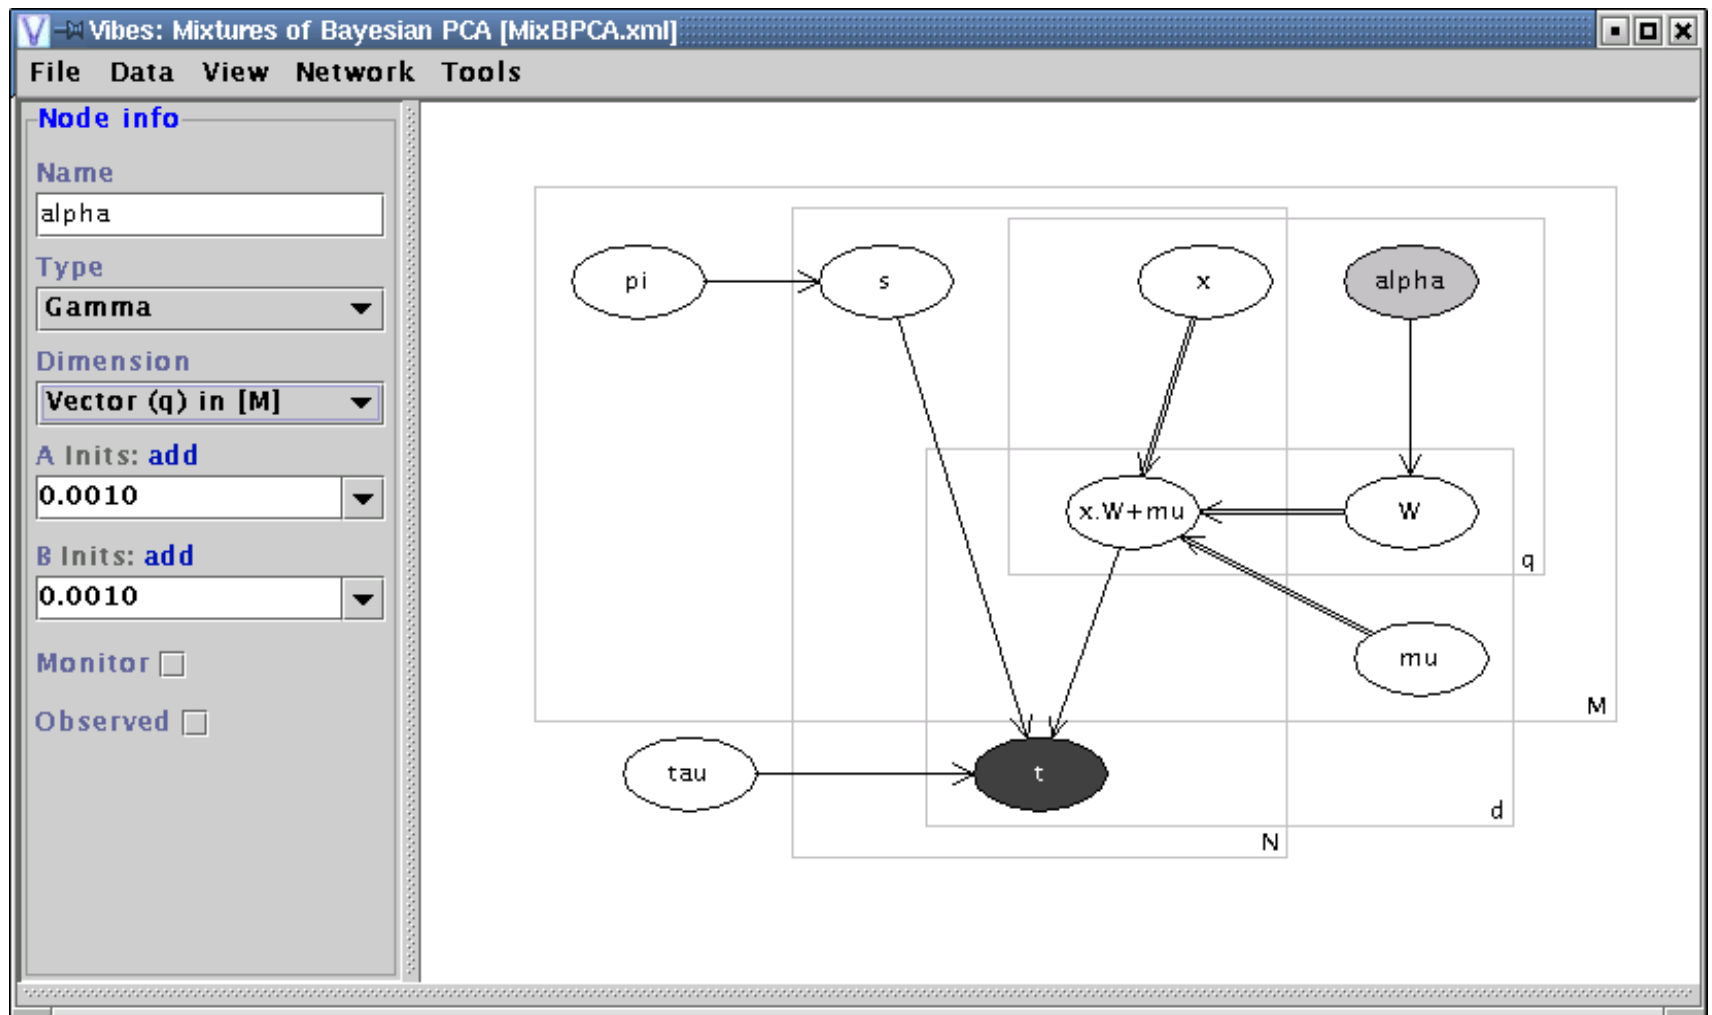 Vibes: Mixtures of Bayesian PCA [MixBPCA.xml]
File Data View Network Tools
Node info
Name
alpha
Type
Gamma
Dimension
Vector (q) in [M]
A Inits: add
0.0010
B Inits: add
0.0010
Monitor
Observed
pi
s
x
alpha
x.W+mu
W
q
mu
M
tau
t
d
N